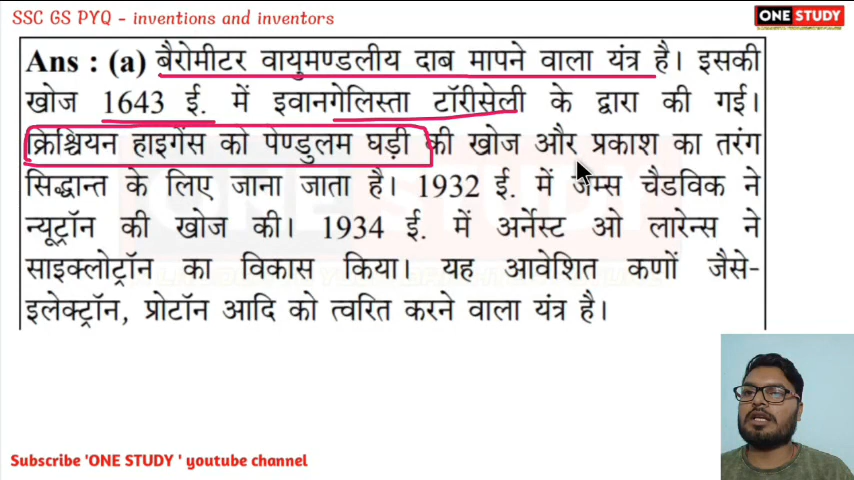 SSC GS PYQ - inventions and inventors
ONE STUDY
Ans : (a) बैरोमीटर वायुमण्डलीय दाब मापने वाला यंत्र है। इसकी
खोज 1643 ई. में इवानगेलिस्ता टॉरीसेली के द्वारा की गई।
क्रिश्चियन हाइगेंस को पेण्डुलम घड़ी की खोज और प्रकाश का तरंग
सिद्धान्त के लिए जाना जाता है। 1932 ई. में जेम्स चैडविक ने
न्यूट्रॉन की खोज की। 1934 ई. में अर्नेस्ट ओ लारेन्स ने
साइक्लोट्रॉन का विकास किया। यह आवेशित कणों जैसे-
इलेक्ट्रॉन, प्रोटॉन आदि को त्वरित करने वाला यंत्र है।
Subscribe 'ONE STUDY ' youtube channel